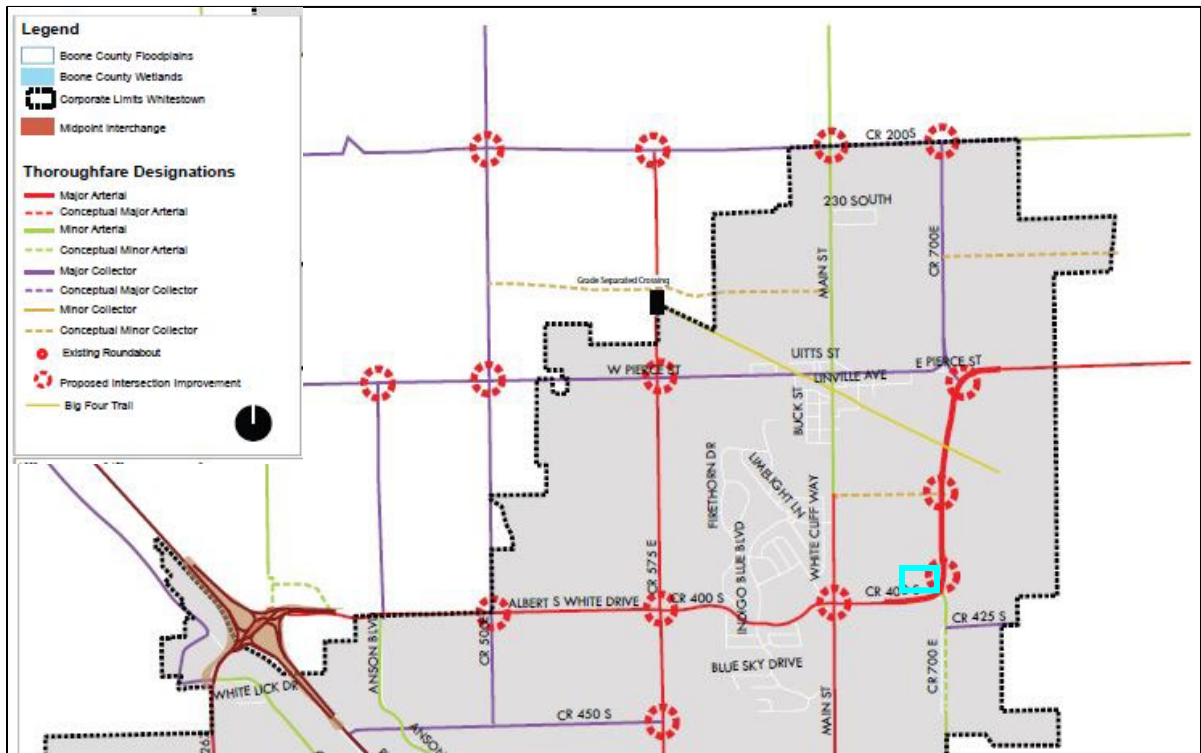 Legend
Boone County Floodplains
Boone County Wetlands
Corporate Limits Whitestown
Midpoint Interchange
Thoroughfare Designations
Major Arterial
Conceptual Major Arterial
Minor Arterial
Conceptual Minor Arterial
Major Collector
Conceptual Major Collector
Minor Collector
Conceptual Minor Collector
Existing Roundabout
Proposed Intersection Improvement
Big Four Trail
CR 200S
230 SOUTH
MAIN ST
CR 700E
Grade Separated Crossing
UITTS ST
W PIERCE ST
LINVILLE AVE
E PIERCE ST
BUCK ST
FIRETHORN DR
LIMELIGHT LN
WHITE CLIFF WAY
INDIGO BLUE BLVD
CR 575 E
ALBERT S WHITE DRIVE
CR 400 S
CR 40 S
CR 500E
ANSON BLVD
CR 425 S
BLUE SKY DRIVE
CR 700 E
WHITE LICK DR
MAIN ST
CR 450 S
ANSON